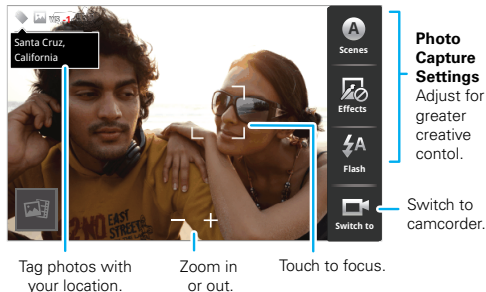 Santa Cruz,
California
A
Scenes
Effects
A
Flash
Switch to
EAST
STREET
Photo
Capture
Settings
Adjust for
greater
creative
contol.
Switch to
camcorder.
Tag photos with
your location.
Zoom in
or out.
Touch to focus.